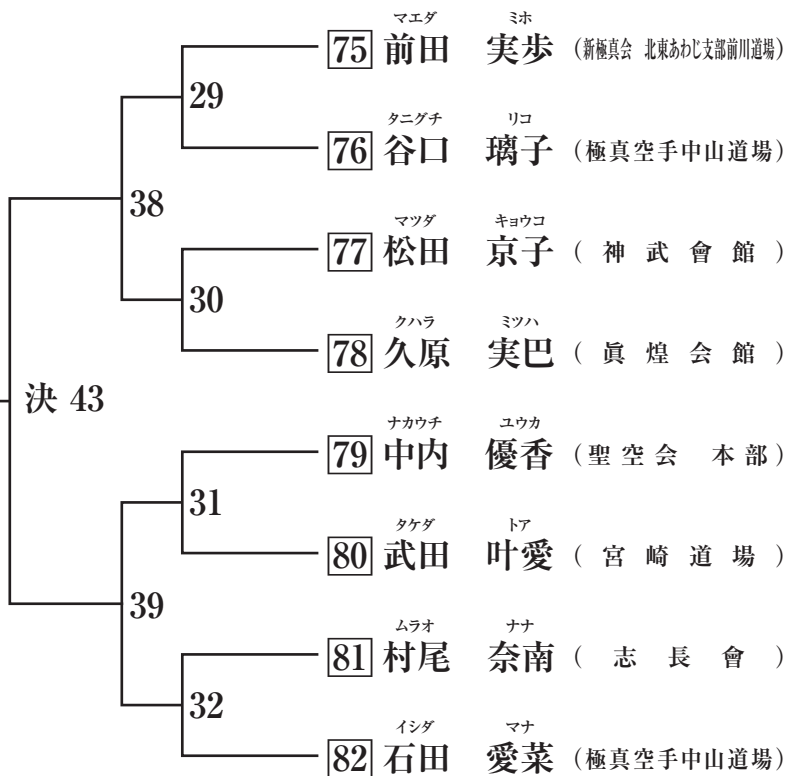 マエダ ミホ
75 前田 実歩 (新極真会 北東あわじ支部前川道場)
29
タニグチ リコ
76 谷口 璃子 (極真空手中山道場)
38
マツダ キョウコ
77 松田 京子 (神武會館)
30
クハラ ミツハ
78 久原 実巴 (眞煌会館)
決 43
ナカウチ ユウカ
79 中内 優香 (聖空会 本部)
31
タケダ トア
80 武田 叶愛 (宮崎道場)
39
ムラオ ナナ
81 村尾 奈南 (志長會)
32
イシダ マナ
82 石田 愛菜 (極真空手中山道場)